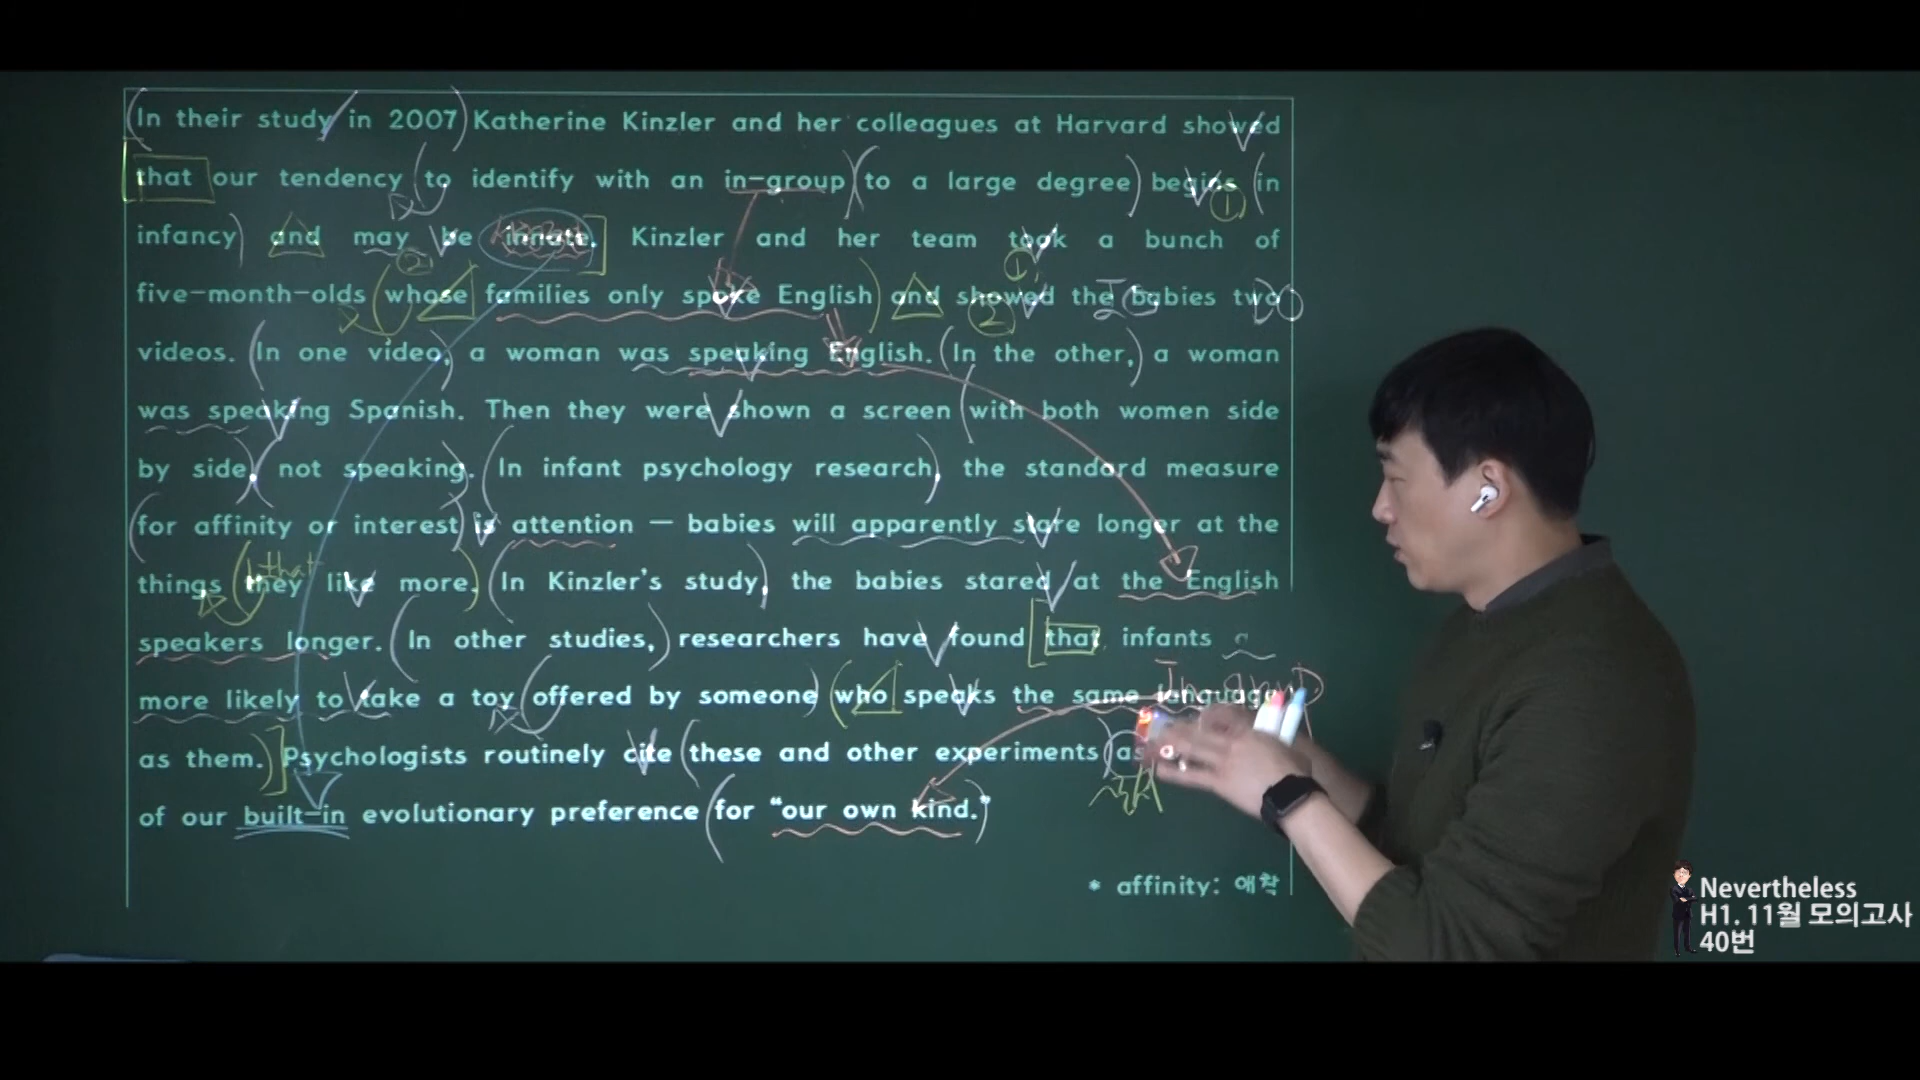 In their study in 2007 Katherine Kinzler and her colleagues at Harvard showed
that our tendency to identify with an in-group to a large degree begins in
infancy and may be innate. Kinzler and her team took a bunch of
five-month-olds whose families only spoke English and showed the babies two
videos. In one video, a woman was speaking English. In the other, a woman
was speaking Spanish. Then they were shown a screen with both women side
by side, not speaking. In infant psychology research, the standard measure
for affinity or interest is attention — babies will apparently stare longer at the
that
things they like more. In Kinzler's study, the babies stared at the English
speakers longer. In other studies, researchers have found that infants
more likely to take a toy offered by someone who speaks the same language
as them. Psychologists routinely cite these and other experiments as
of our built-in evolutionary preference for "our own kind."
* affinity: 애착
Nevertheless
H1. 11월 모의고사
40번